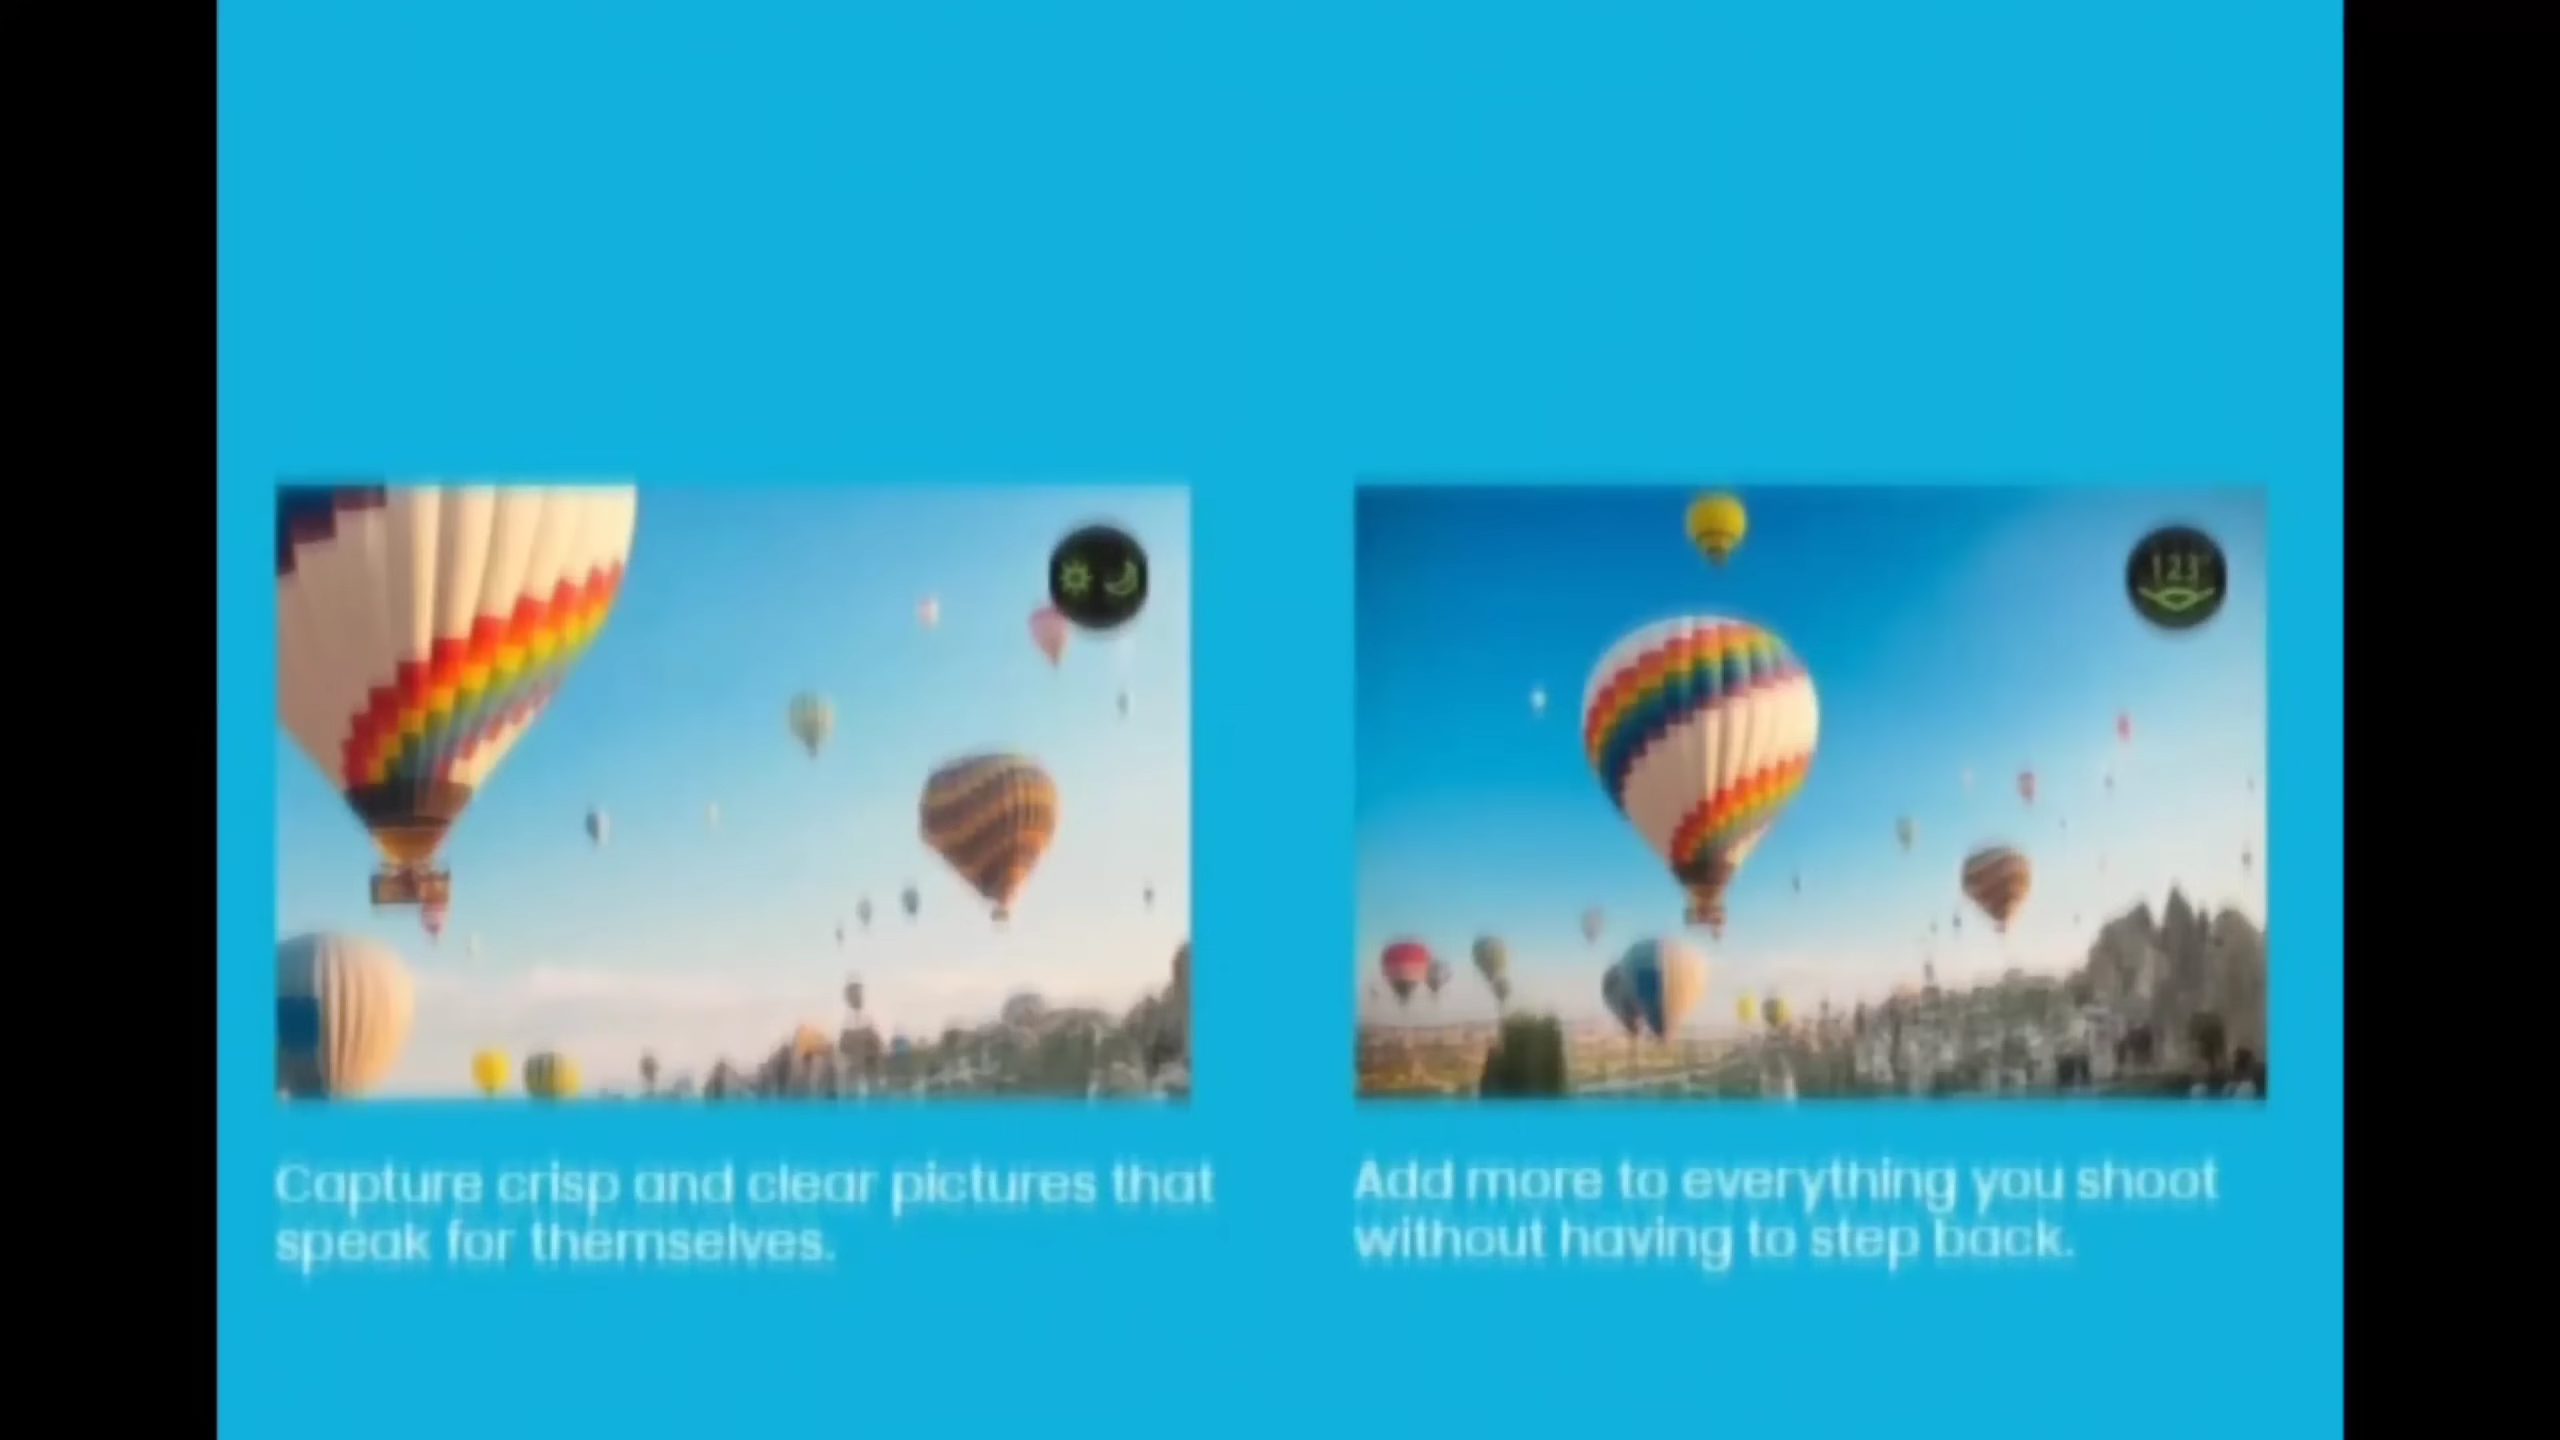 123°
Capture crisp and clear pictures that
speak for themselves.
Add more to everything you shoot
without having to step back.